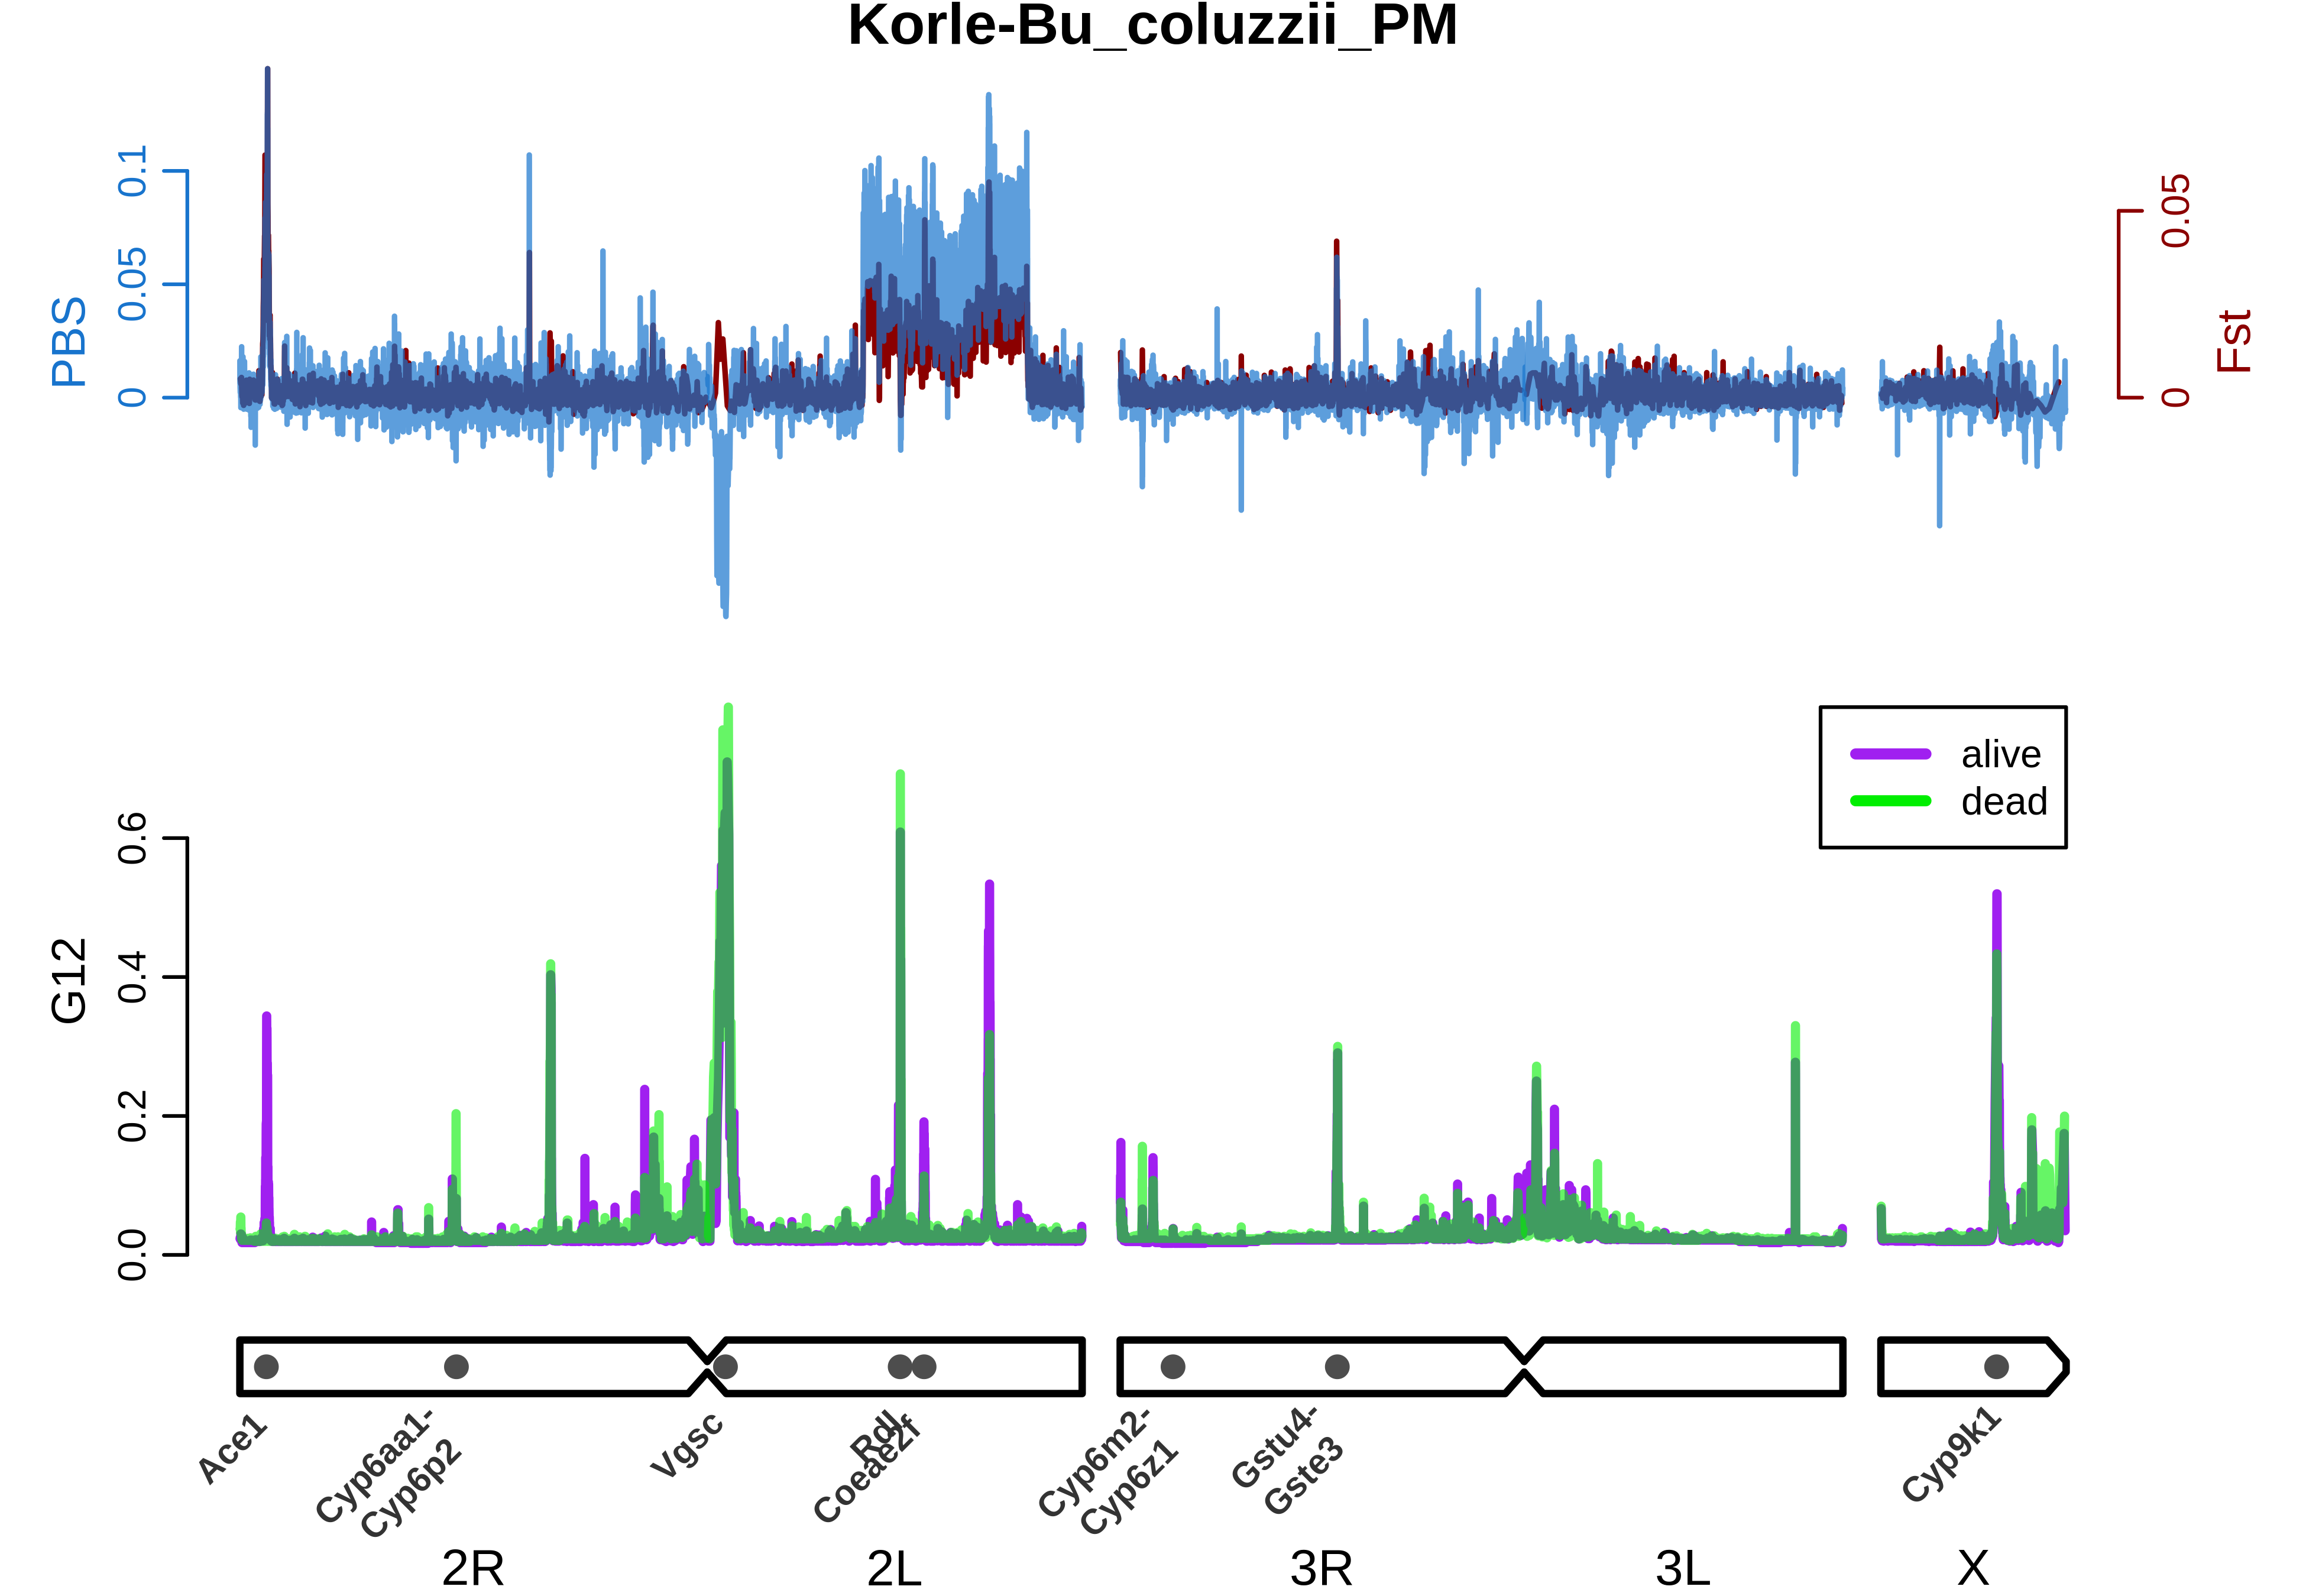 Korle-Bu_coluzzii_PM
PBS
0.1
0.05
0
Fst
0.05
0
alive
dead
G12
0.6
0.4
0.2
0.0
Ace1
Cyp6aa1-
Cyp6p2
Vgsc
Rdl
Coeae2f
Cyp6m2-
Cyp6z1
Gstu4-
Gste3
Cyp9k1
2R
2L
3R
3L
X